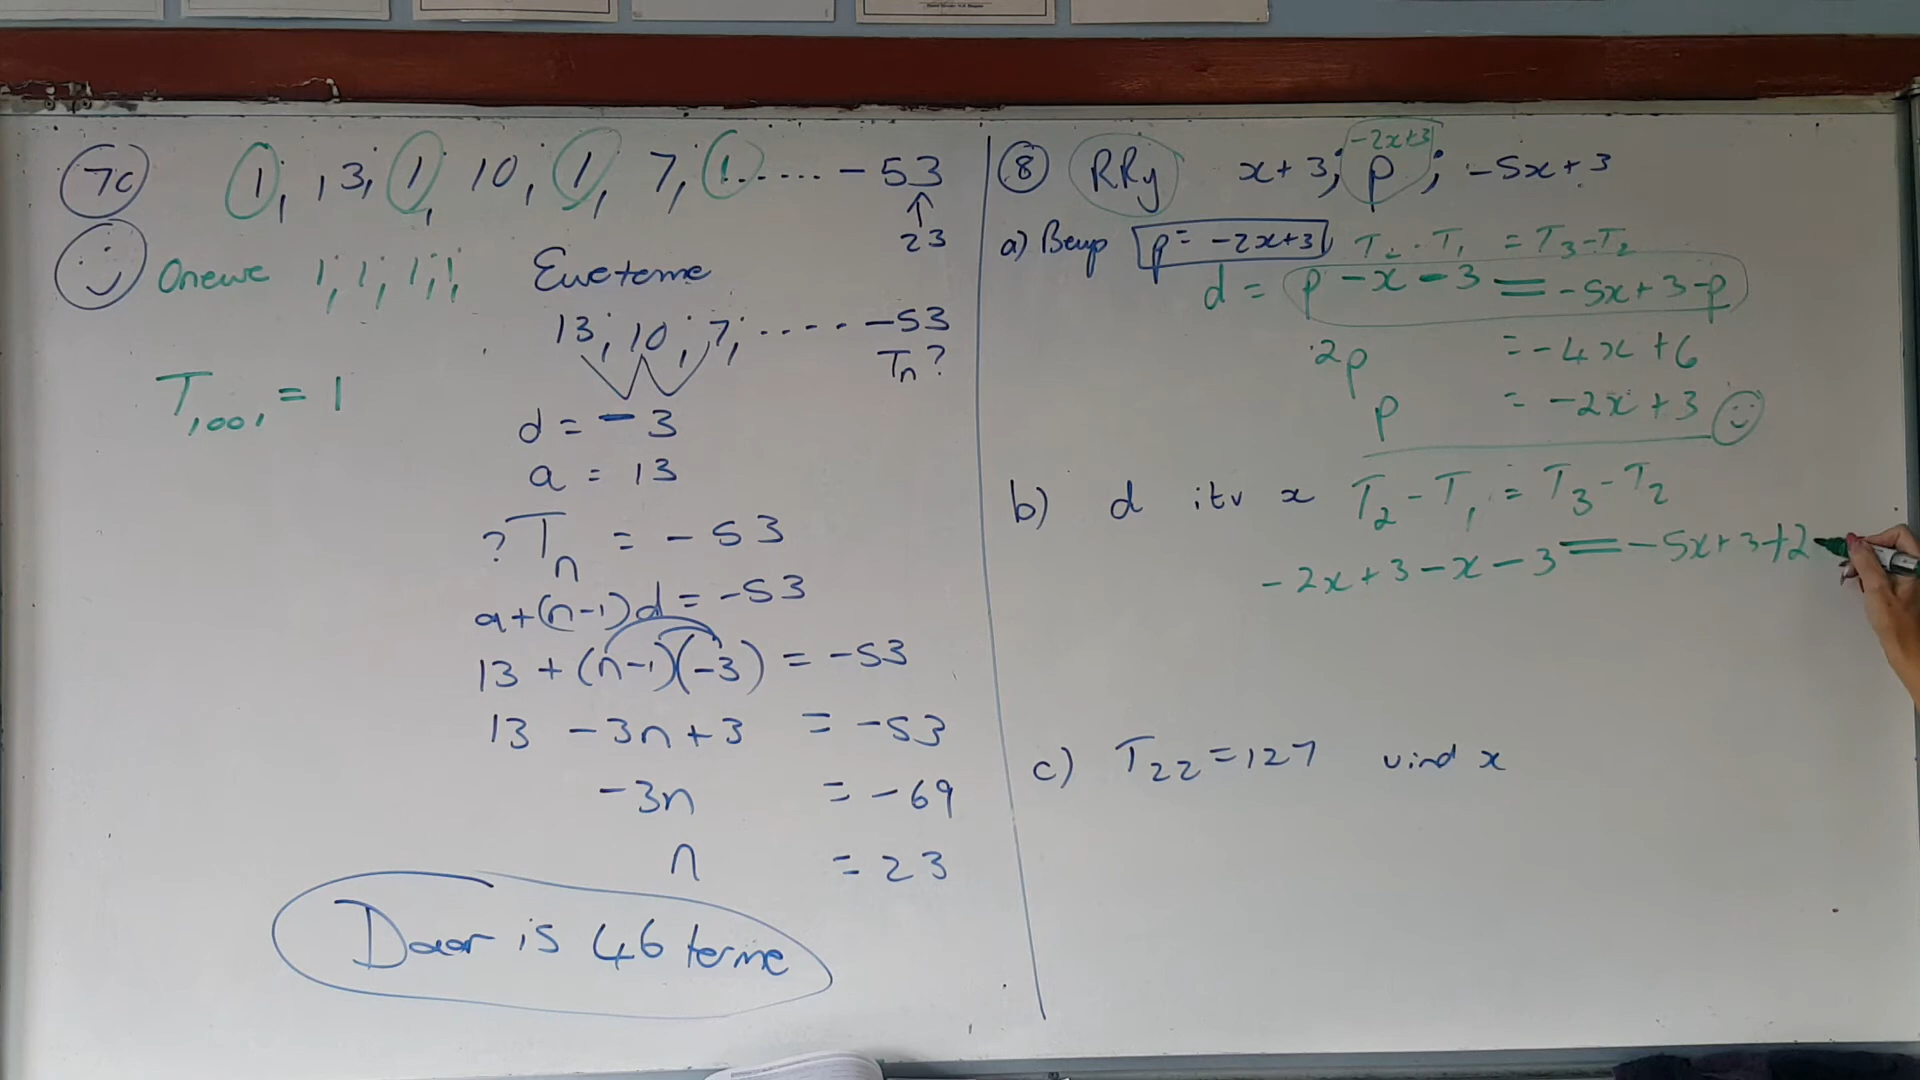 7c) 1, 13, 1, 10, 1, 7, 1...... -53
↑
23
Onewe 1, 1, 1, 1, Ewe terme
13; 10; 7; ..... -53
Tn?
T1001 = 1
d = -3
a = 13
? Tn = -53
a+(n-1)d = -53
13 + (n-1)(-3) = -53
13 -3n+3 = -53
-3n = -69
n = 23
Daar is 46 terme
8 RRy x+3; p; -5x+3
-2x+3
a) Bewys p = -2x+3 T2-T1 = T3-T2
d = p-x-3 = -5x+3-p
2p = -4x+6
p = -2x+3
b) d itv x T2-T1 = T3-T2
-2x+3-x-3 = -5x+3+2
c) T22=127 vind x